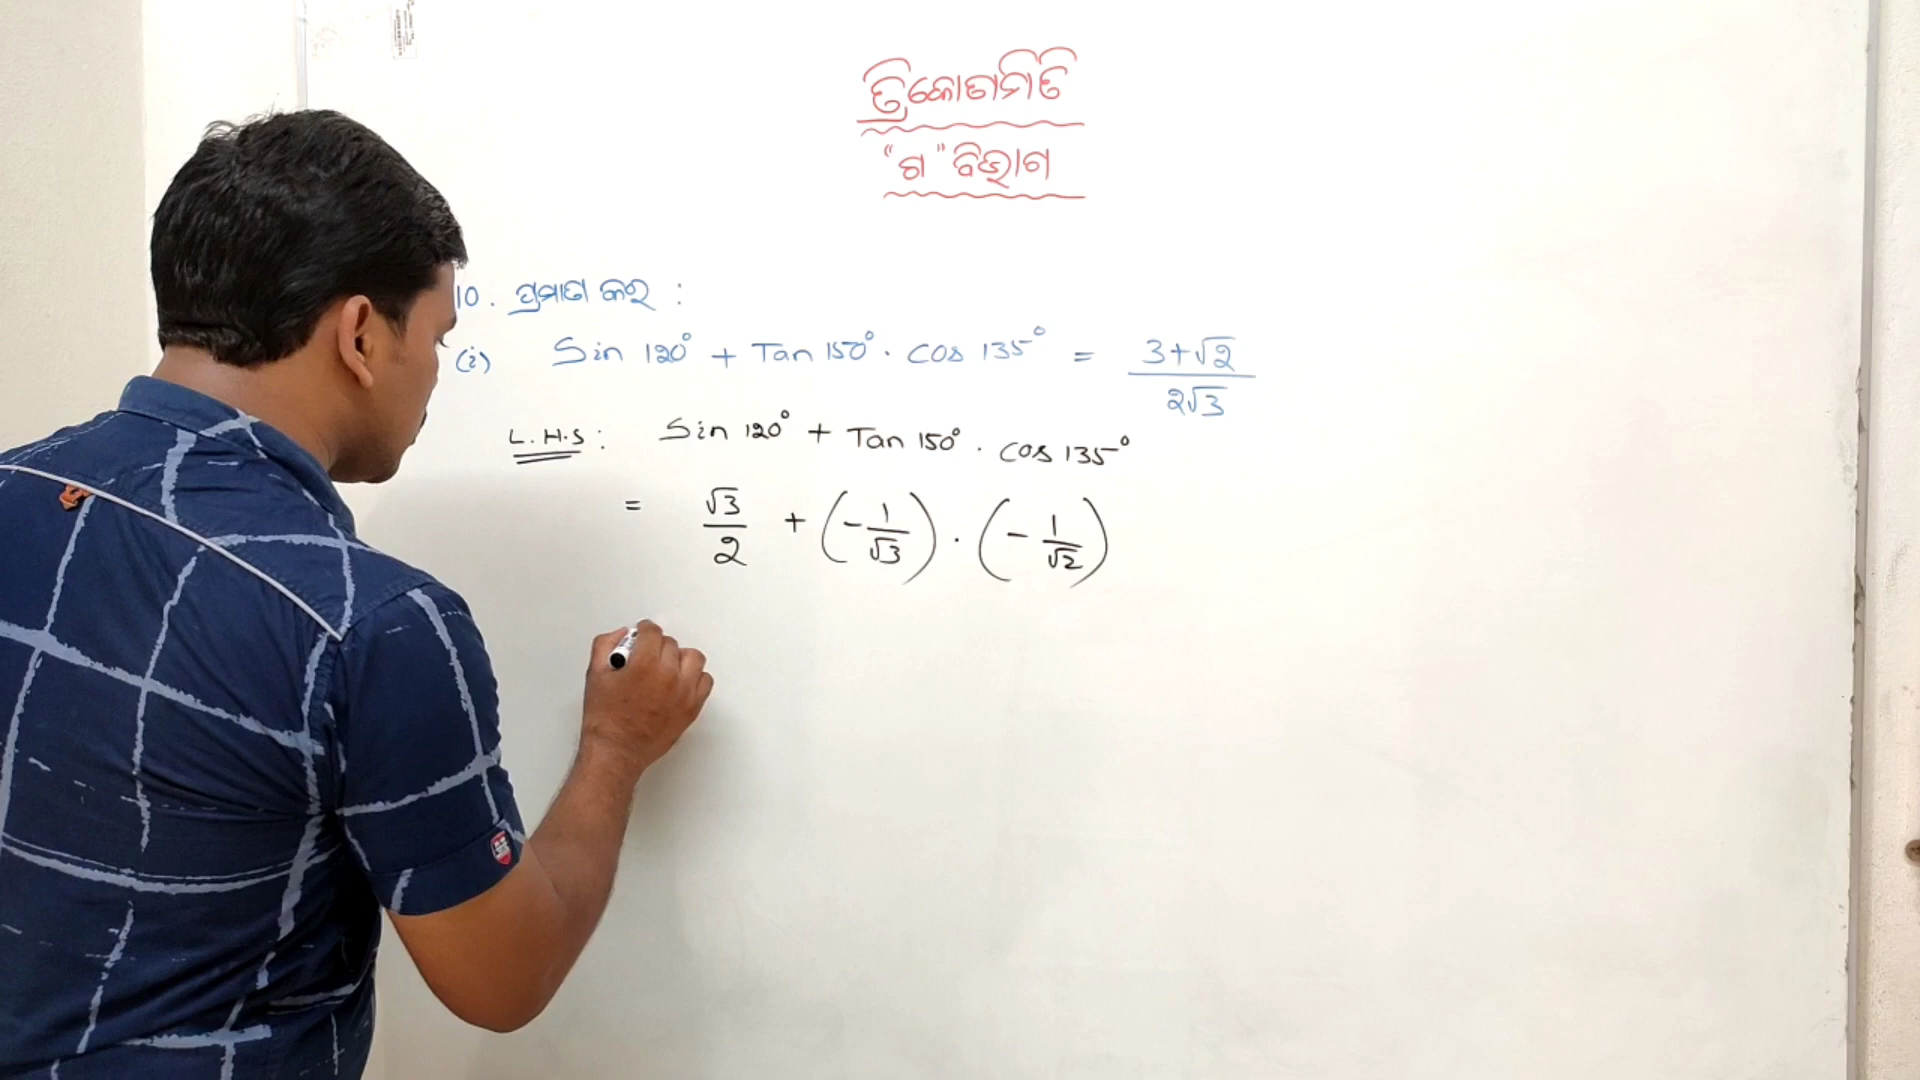 ତ୍ରିକୋଣମିତି
"ଗ" ବିଭାଗ
10. ପ୍ରମାଣ କର :
(i) Sin 120° + Tan 150° . cos 135° = (3+√2)/(2√3)
L.H.S : Sin 120° + Tan 150° . cos 135°
= √3/2 + (-1/√3) . (-1/√2)